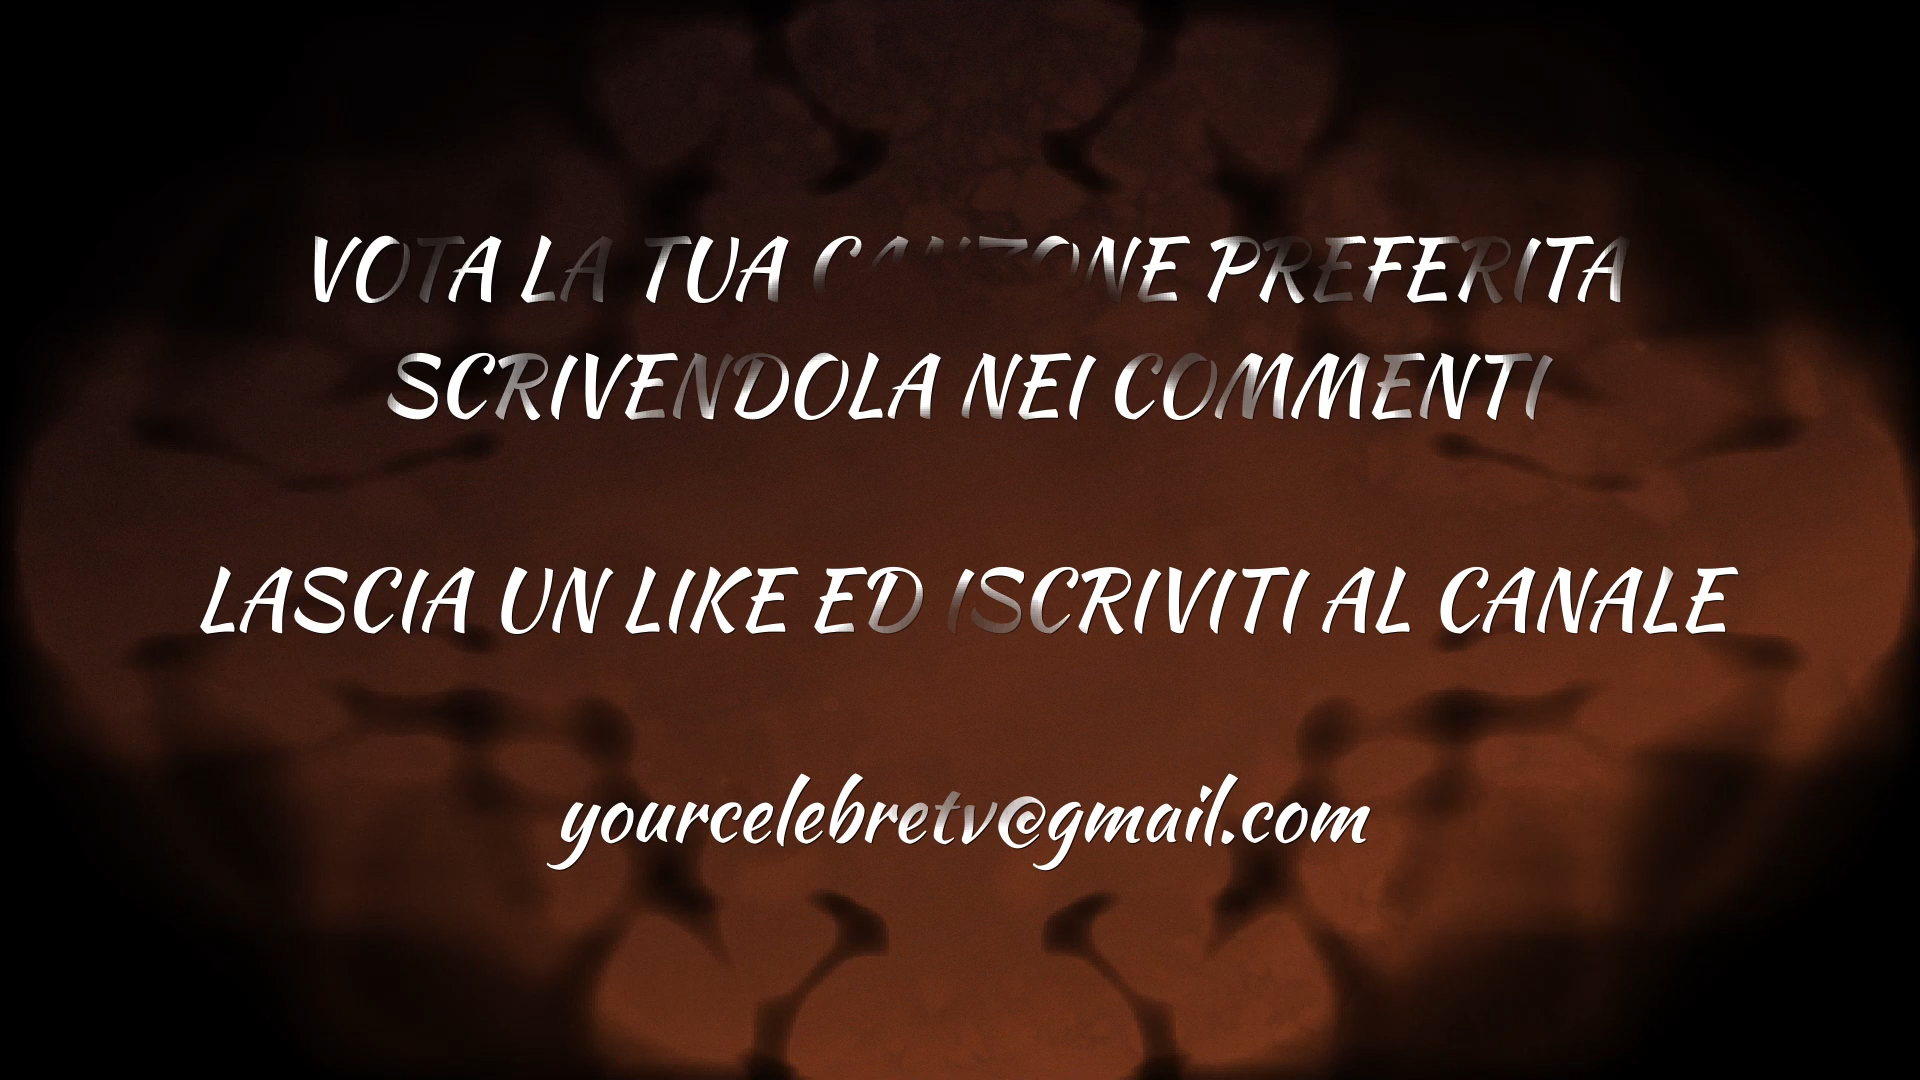 VOTA LA TUA CANZONE PREFERITA
SCRIVENDOLA NEI COMMENTI
LASCIA UN LIKE ED ISCRIVITI AL CANALE
yourcelebretv@gmail.com